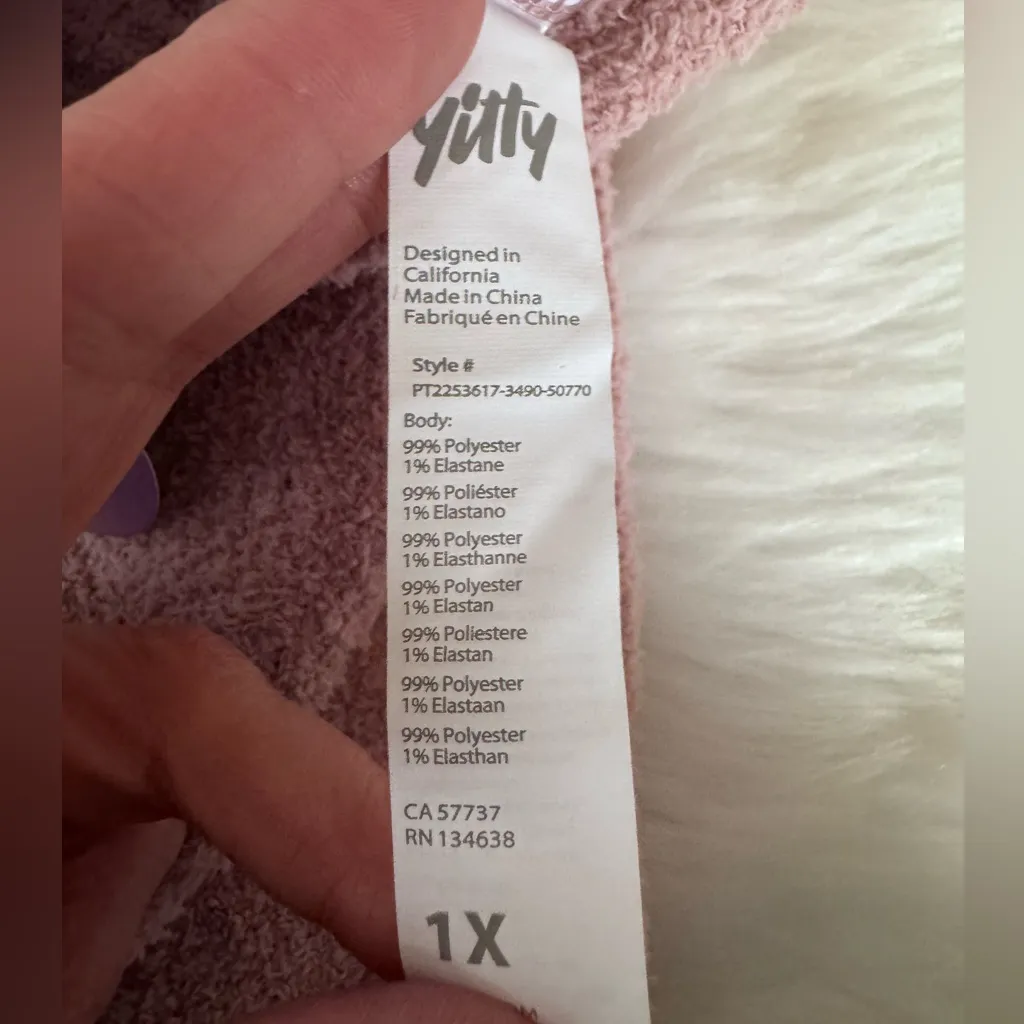 yitty
Designed in
California
Made in China
Fabriqué en Chine
Style #
PT2253617-3490-50770
Body:
99% Polyester
1% Elastane
99% Poliéster
1% Elastano
99% Polyester
1% Elasthanne
99% Polyester
1% Elastan
99% Poliestere
1% Elastan
99% Polyester
1% Elastaan
99% Polyester
1% Elasthan
CA 57737
RN 134638
1X